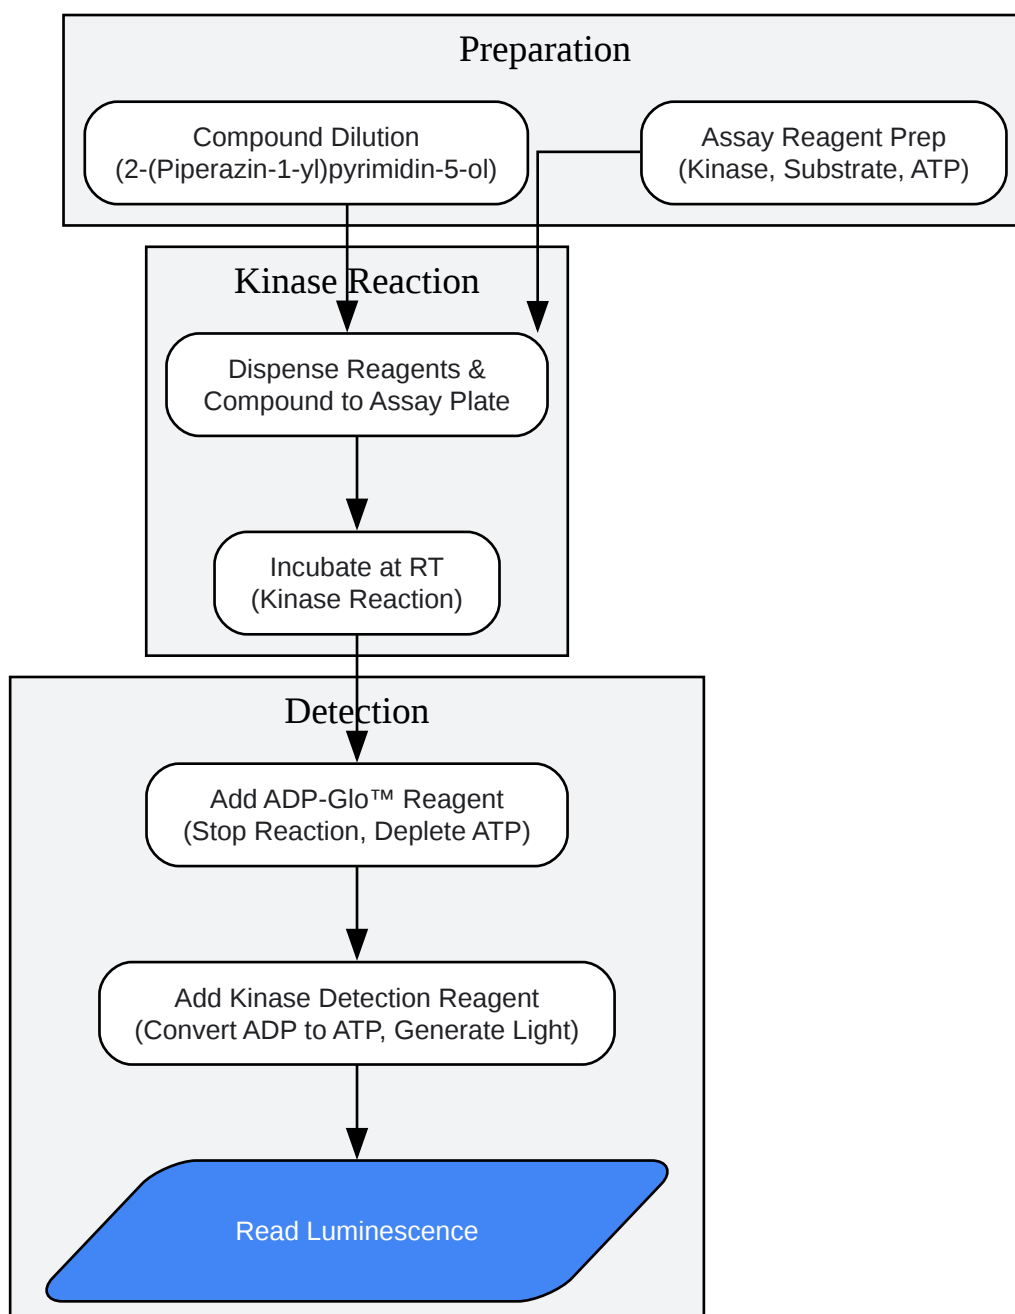 Preparation
Compound Dilution
(2-(Piperazin-1-yl)pyrimidin-5-ol)
Assay Reagent Prep
(Kinase, Substrate, ATP)
Kinase Reaction
Dispense Reagents &
Compound to Assay Plate
Incubate at RT
(Kinase Reaction)
Detection
Add ADP-Glo™ Reagent
(Stop Reaction, Deplete ATP)
Add Kinase Detection Reagent
(Convert ADP to ATP, Generate Light)
Read Luminescence